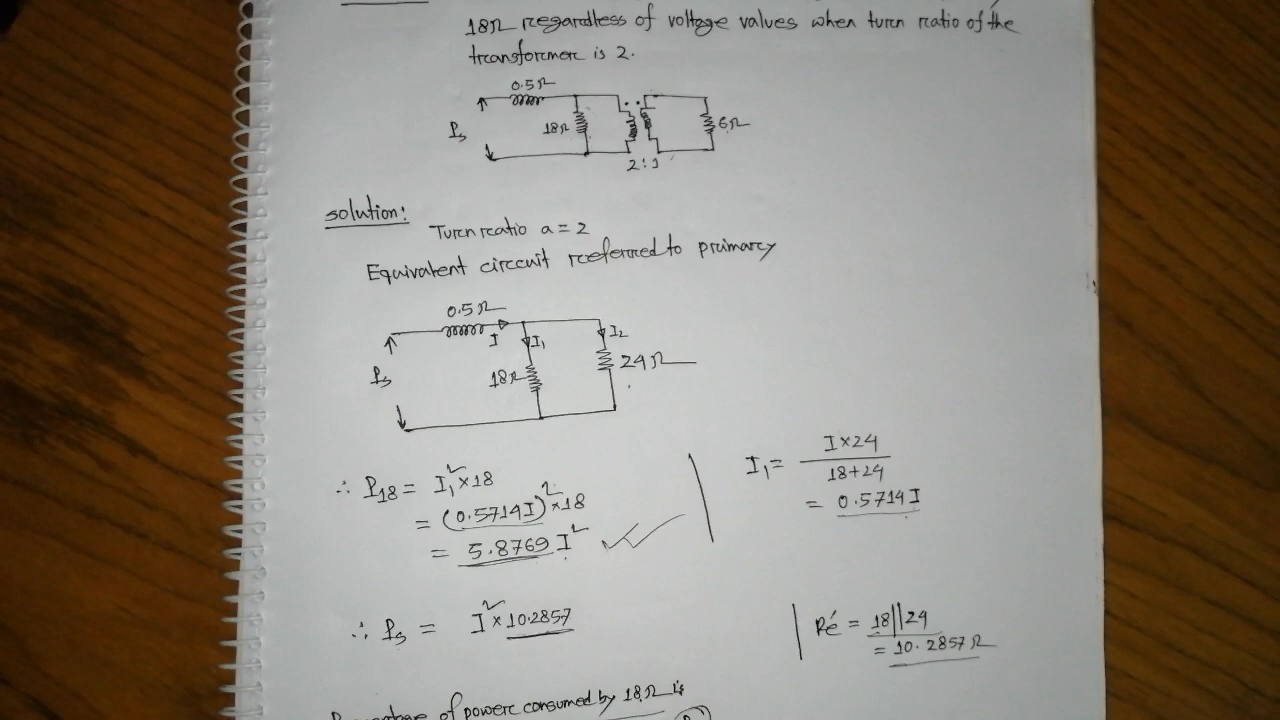 18Ω regardless of voltage values when turn ratio of the
transformer is 2.
0.5Ω
Ps
18Ω
6Ω
2:1
solution:
Turn ratio a = 2
Equivalent circuit referred to primary
0.5Ω
I
I₁
I₂
Ps
18Ω
24Ω
∴ P18 = I₁² × 18
= (0.5714I)² × 18
= 5.8769 I²
I₁ = I×24 / 18+24
= 0.5714 I
∴ Ps = I² × 10.2857
Ré = 18||24
= 10.2857Ω
of power consumed by 18Ω is